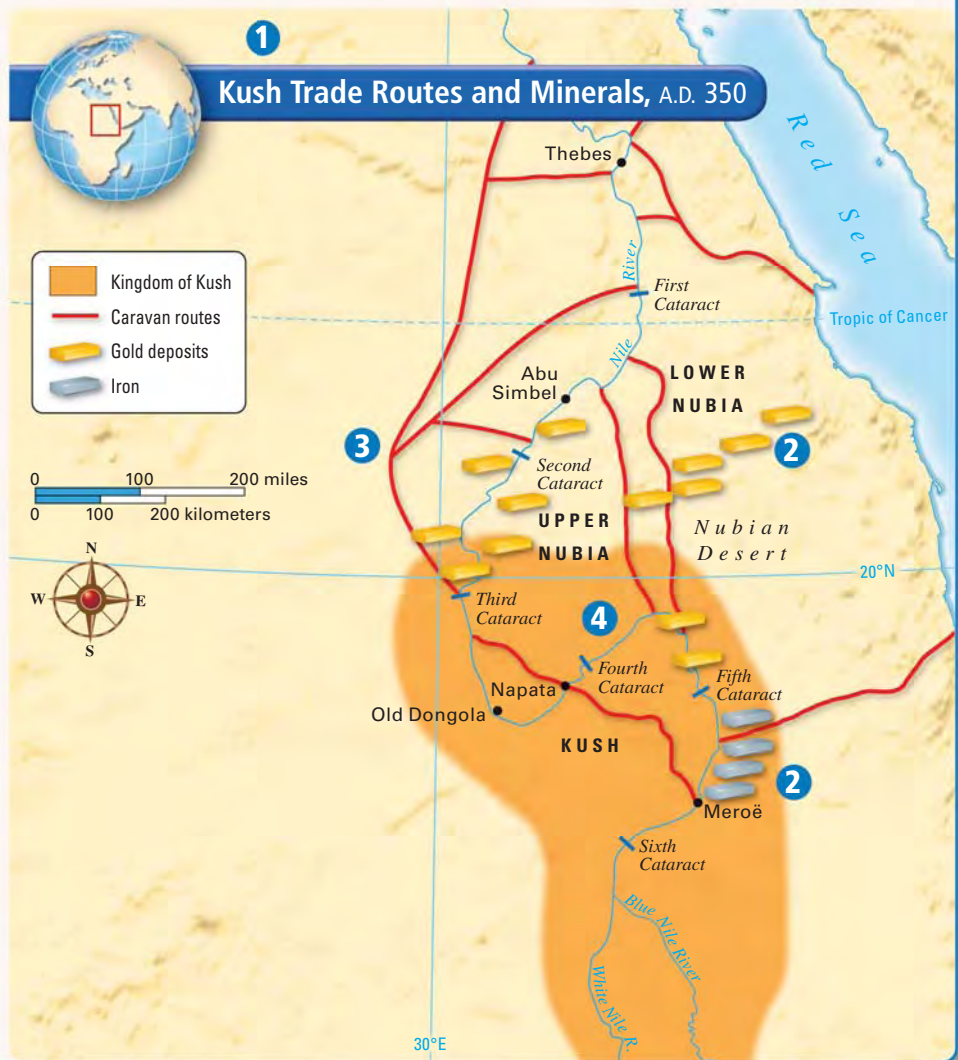 1
Kush Trade Routes and Minerals, A.D. 350
Red Sea
Thebes
Kingdom of Kush
Caravan routes
Gold deposits
Iron
River
First
Cataract
Tropic of Cancer
Nile
LOWER
NUBIA
Abu
Simbel
3
2
0 100 200 miles
0 100 200 kilometers
Second
Cataract
UPPER
NUBIA
Nubian
Desert
N
W E
S
20°N
Third
Cataract
4
Fourth
Cataract
Napata
Fifth
Cataract
Old Dongola
KUSH
2
Meroë
Sixth
Cataract
Blue Nile River
White Nile R.
30°E